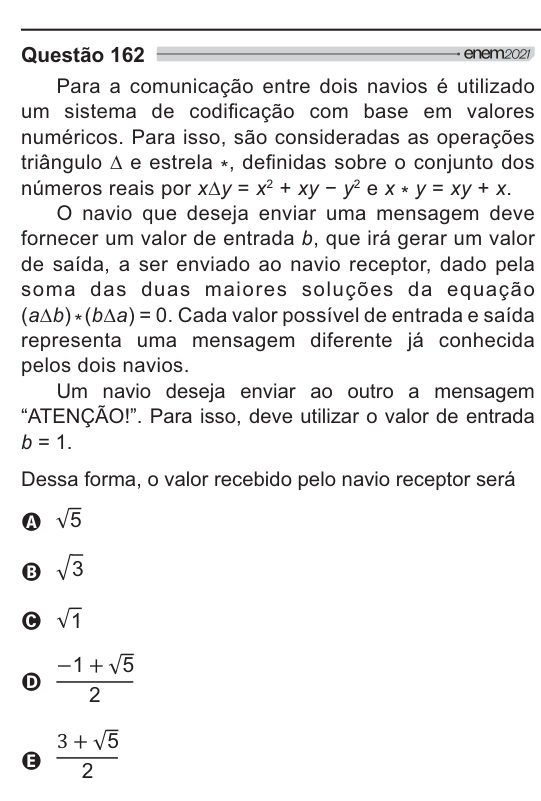 Questão 162 enem2021
Para a comunicação entre dois navios é utilizado
um sistema de codificação com base em valores
numéricos. Para isso, são consideradas as operações
triângulo Δ e estrela *, definidas sobre o conjunto dos
números reais por xΔy = x² + xy − y² e x * y = xy + x.
O navio que deseja enviar uma mensagem deve
fornecer um valor de entrada b, que irá gerar um valor
de saída, a ser enviado ao navio receptor, dado pela
soma das duas maiores soluções da equação
(aΔb)*(bΔa) = 0. Cada valor possível de entrada e saída
representa uma mensagem diferente já conhecida
pelos dois navios.
Um navio deseja enviar ao outro a mensagem
“ATENÇÃO!”. Para isso, deve utilizar o valor de entrada
b = 1.
Dessa forma, o valor recebido pelo navio receptor será
A √5
B √3
C √1
D (−1 + √5)/2
E (3 + √5)/2